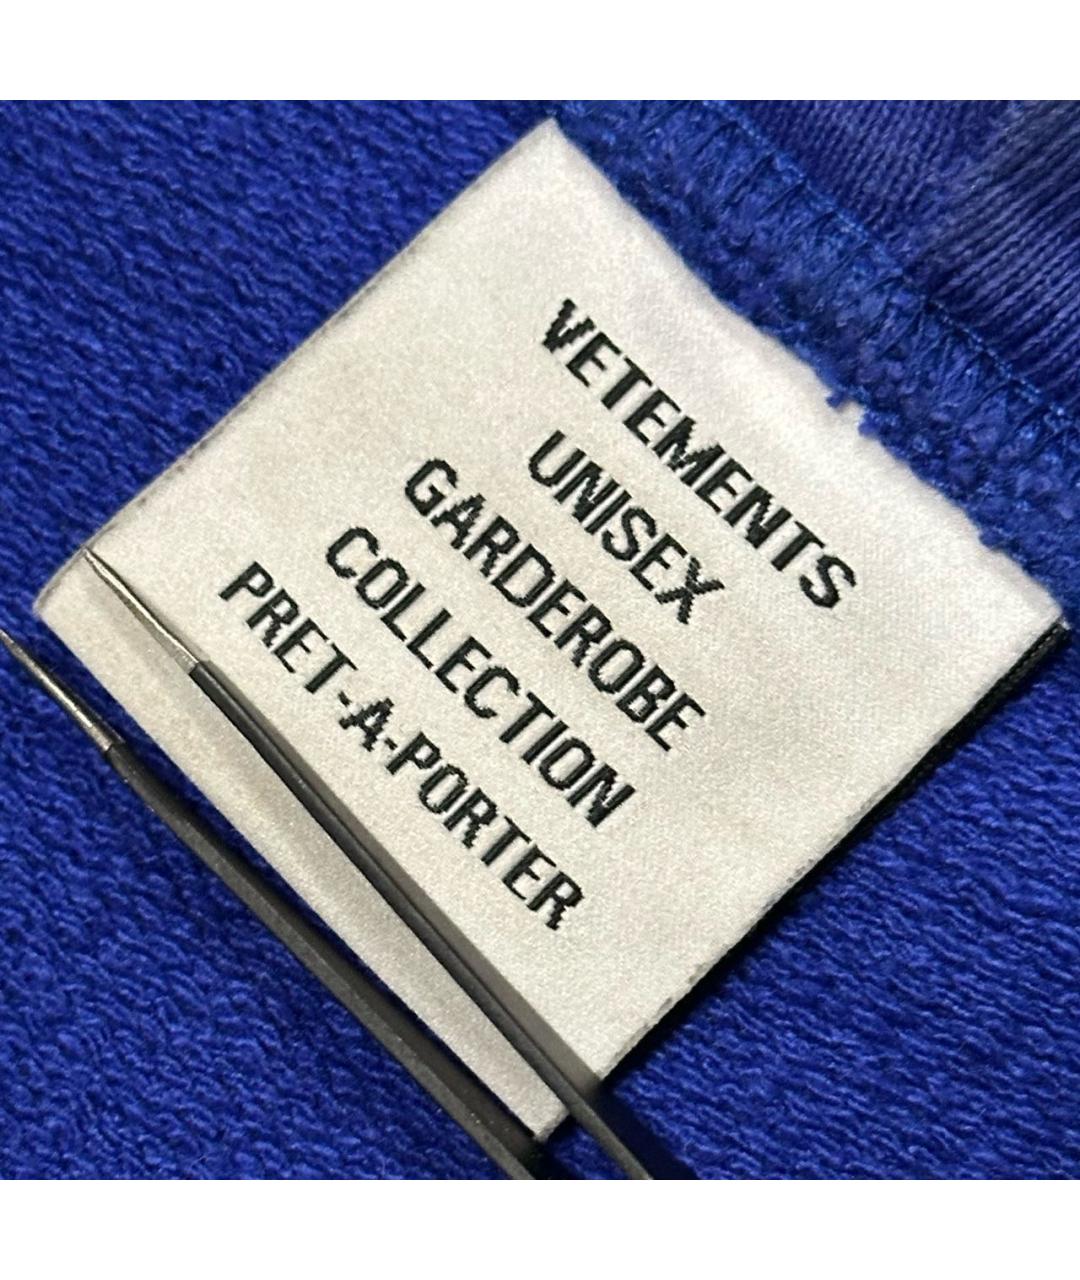 VETEMENTS
UNISEX
GARDEROBE
COLLECTION
PRET-A-PORTER